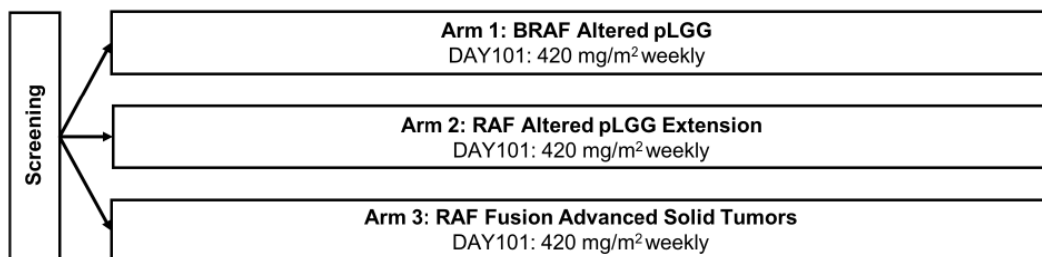 Screening
Arm 1: BRAF Altered pLGG
DAY101: 420 mg/m² weekly
Arm 2: RAF Altered pLGG Extension
DAY101: 420 mg/m² weekly
Arm 3: RAF Fusion Advanced Solid Tumors
DAY101: 420 mg/m² weekly